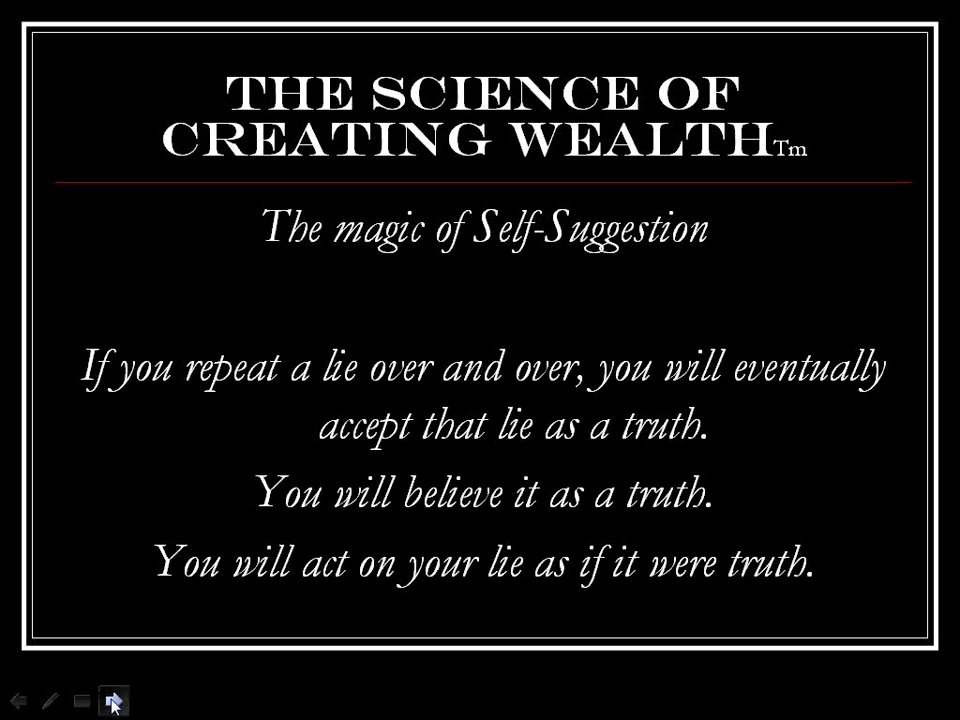 THE SCIENCE OF
CREATING WEALTHTm
The magic of Self-Suggestion
If you repeat a lie over and over, you will eventually
accept that lie as a truth.
You will believe it as a truth.
You will act on your lie as if it were truth.